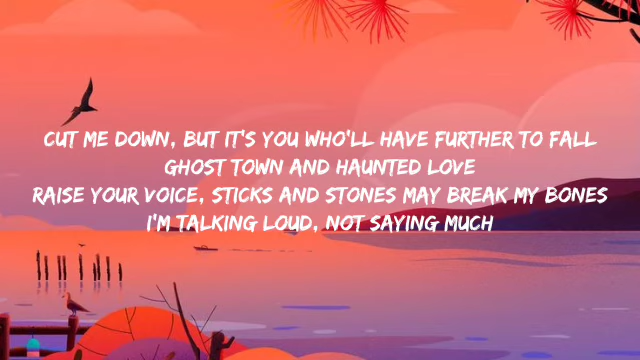 CUT ME DOWN, BUT IT'S YOU WHO'LL HAVE FURTHER TO FALL
GHOST TOWN AND HAUNTED LOVE
RAISE YOUR VOICE, STICKS AND STONES MAY BREAK MY BONES
I'M TALKING LOUD, NOT SAYING MUCH